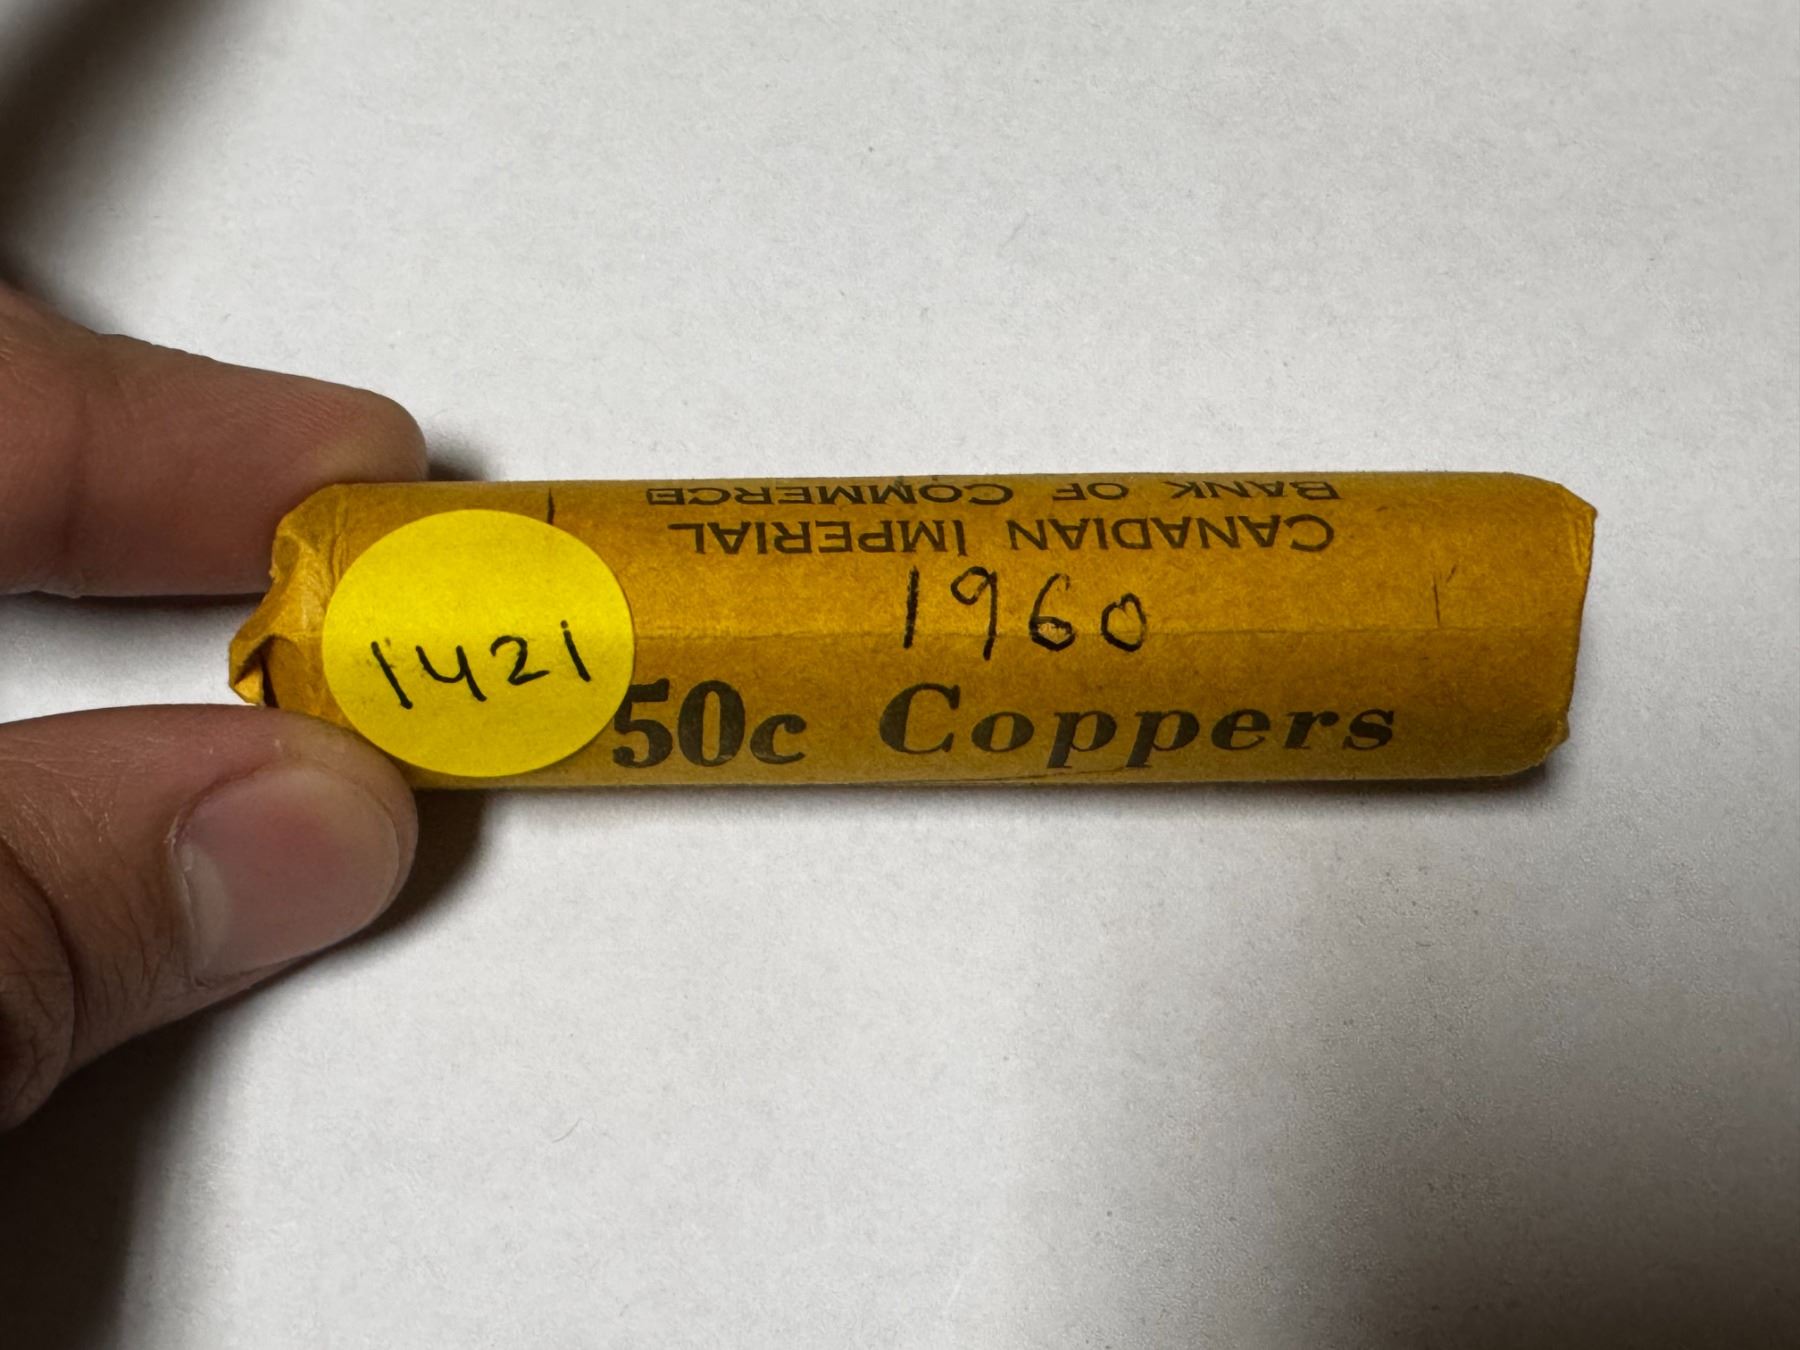 CANADIAN IMPERIAL
BANK OF COMMERCE
1960
1421
50c Coppers